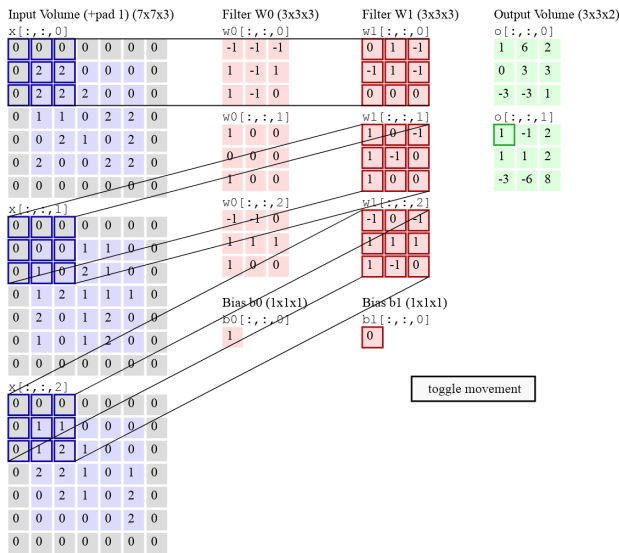 Input Volume (+pad 1) (7x7x3)
x[:,:,0]
0 0 0 0 0 0 0
0 2 2 0 0 0 0
0 2 2 2 0 0 0
0 1 1 0 2 2 0
0 0 2 1 0 2 0
0 2 0 0 2 2 0
0 0 0 0 0 0 0
x[:,:,1]
0 0 0 0 0 0 0
0 0 0 1 1 0 0
0 1 0 2 1 0 0
0 1 2 1 1 1 0
0 2 0 1 2 0 0
0 1 0 1 2 0 0
0 0 0 0 0 0 0
x[:,:,2]
0 0 0 0 0 0 0
0 1 1 0 0 0 0
0 1 2 1 0 0 0
0 2 2 1 0 1 0
0 0 2 1 0 2 0
0 0 0 0 0 2 0
0 0 0 0 0 0 0
Filter W0 (3x3x3)
w0[:,:,0]
-1 -1 -1
1 -1 1
1 -1 0
w0[:,:,1]
1 0 0
0 0 0
1 0 0
w0[:,:,2]
-1 -1 0
1 1 1
1 0 0
Bias b0 (1x1x1)
b0[:,:,0]
1
Filter W1 (3x3x3)
w1[:,:,0]
0 1 -1
-1 1 -1
0 0 0
w1[:,:,1]
1 0 -1
1 -1 0
1 0 0
w1[:,:,2]
-1 0 -1
1 1 1
1 -1 0
Bias b1 (1x1x1)
b1[:,:,0]
0
Output Volume (3x3x2)
o[:,:,0]
1 6 2
0 3 3
-3 -3 1
o[:,:,1]
1 -1 2
1 1 2
-3 -6 8
toggle movement